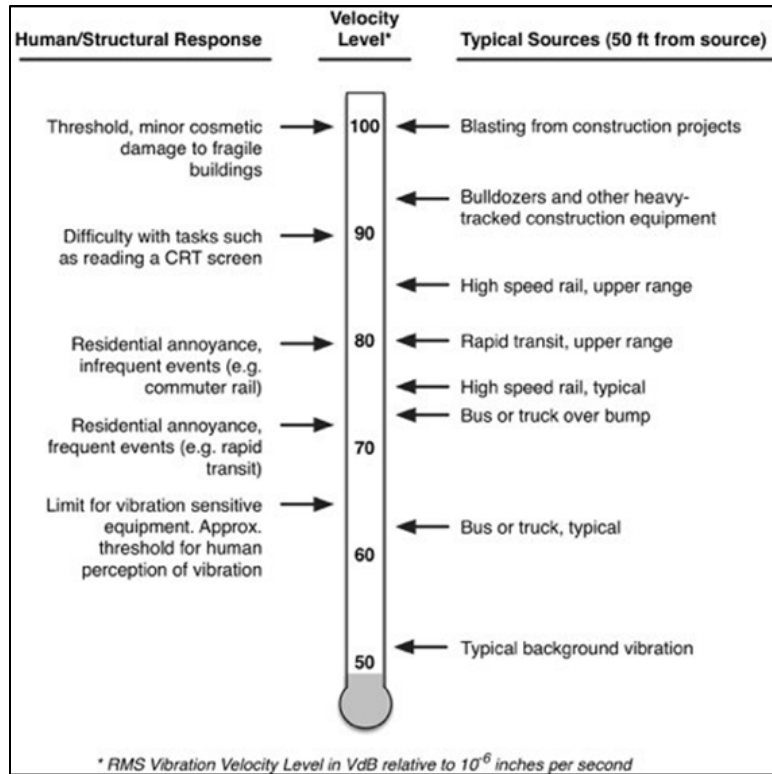 Human/Structural Response
Velocity
Level*
Typical Sources (50 ft from source)
Threshold, minor cosmetic
damage to fragile
buildings
100
Blasting from construction projects
Bulldozers and other heavy-
tracked construction equipment
Difficulty with tasks such
as reading a CRT screen
90
High speed rail, upper range
Residential annoyance,
infrequent events (e.g.
commuter rail)
80
Rapid transit, upper range
High speed rail, typical
Bus or truck over bump
Residential annoyance,
frequent events (e.g. rapid
transit)
70
Limit for vibration sensitive
equipment. Approx.
threshold for human
perception of vibration
Bus or truck, typical
60
Typical background vibration
50
* RMS Vibration Velocity Level in VdB relative to 10⁻⁶ inches per second